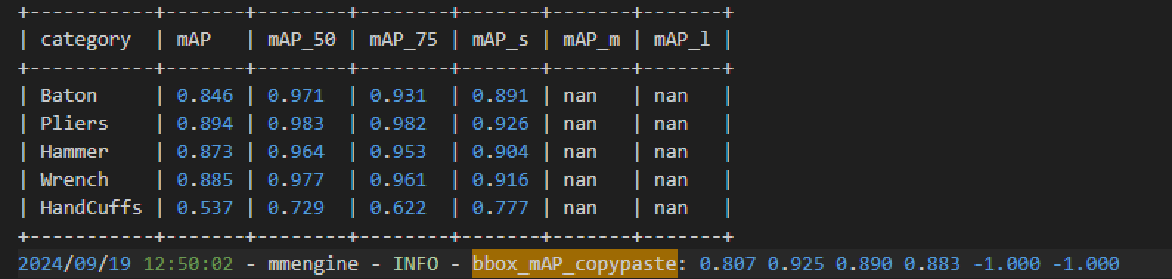 +-----------+-------+--------+--------+-------+-------+-------+
| category  | mAP   | mAP_50 | mAP_75 | mAP_s | mAP_m | mAP_l |
+-----------+-------+--------+--------+-------+-------+-------+
| Baton     | 0.846 | 0.971  | 0.931  | 0.891 | nan   | nan   |
| Pliers    | 0.894 | 0.983  | 0.982  | 0.926 | nan   | nan   |
| Hammer    | 0.873 | 0.964  | 0.953  | 0.904 | nan   | nan   |
| Wrench    | 0.885 | 0.977  | 0.961  | 0.916 | nan   | nan   |
| HandCuffs | 0.537 | 0.729  | 0.622  | 0.777 | nan   | nan   |
+-----------+-------+--------+--------+-------+-------+-------+
2024/09/19 12:50:02 - mmengine - INFO - bbox_mAP_copypaste: 0.807 0.925 0.890 0.883 -1.000 -1.000